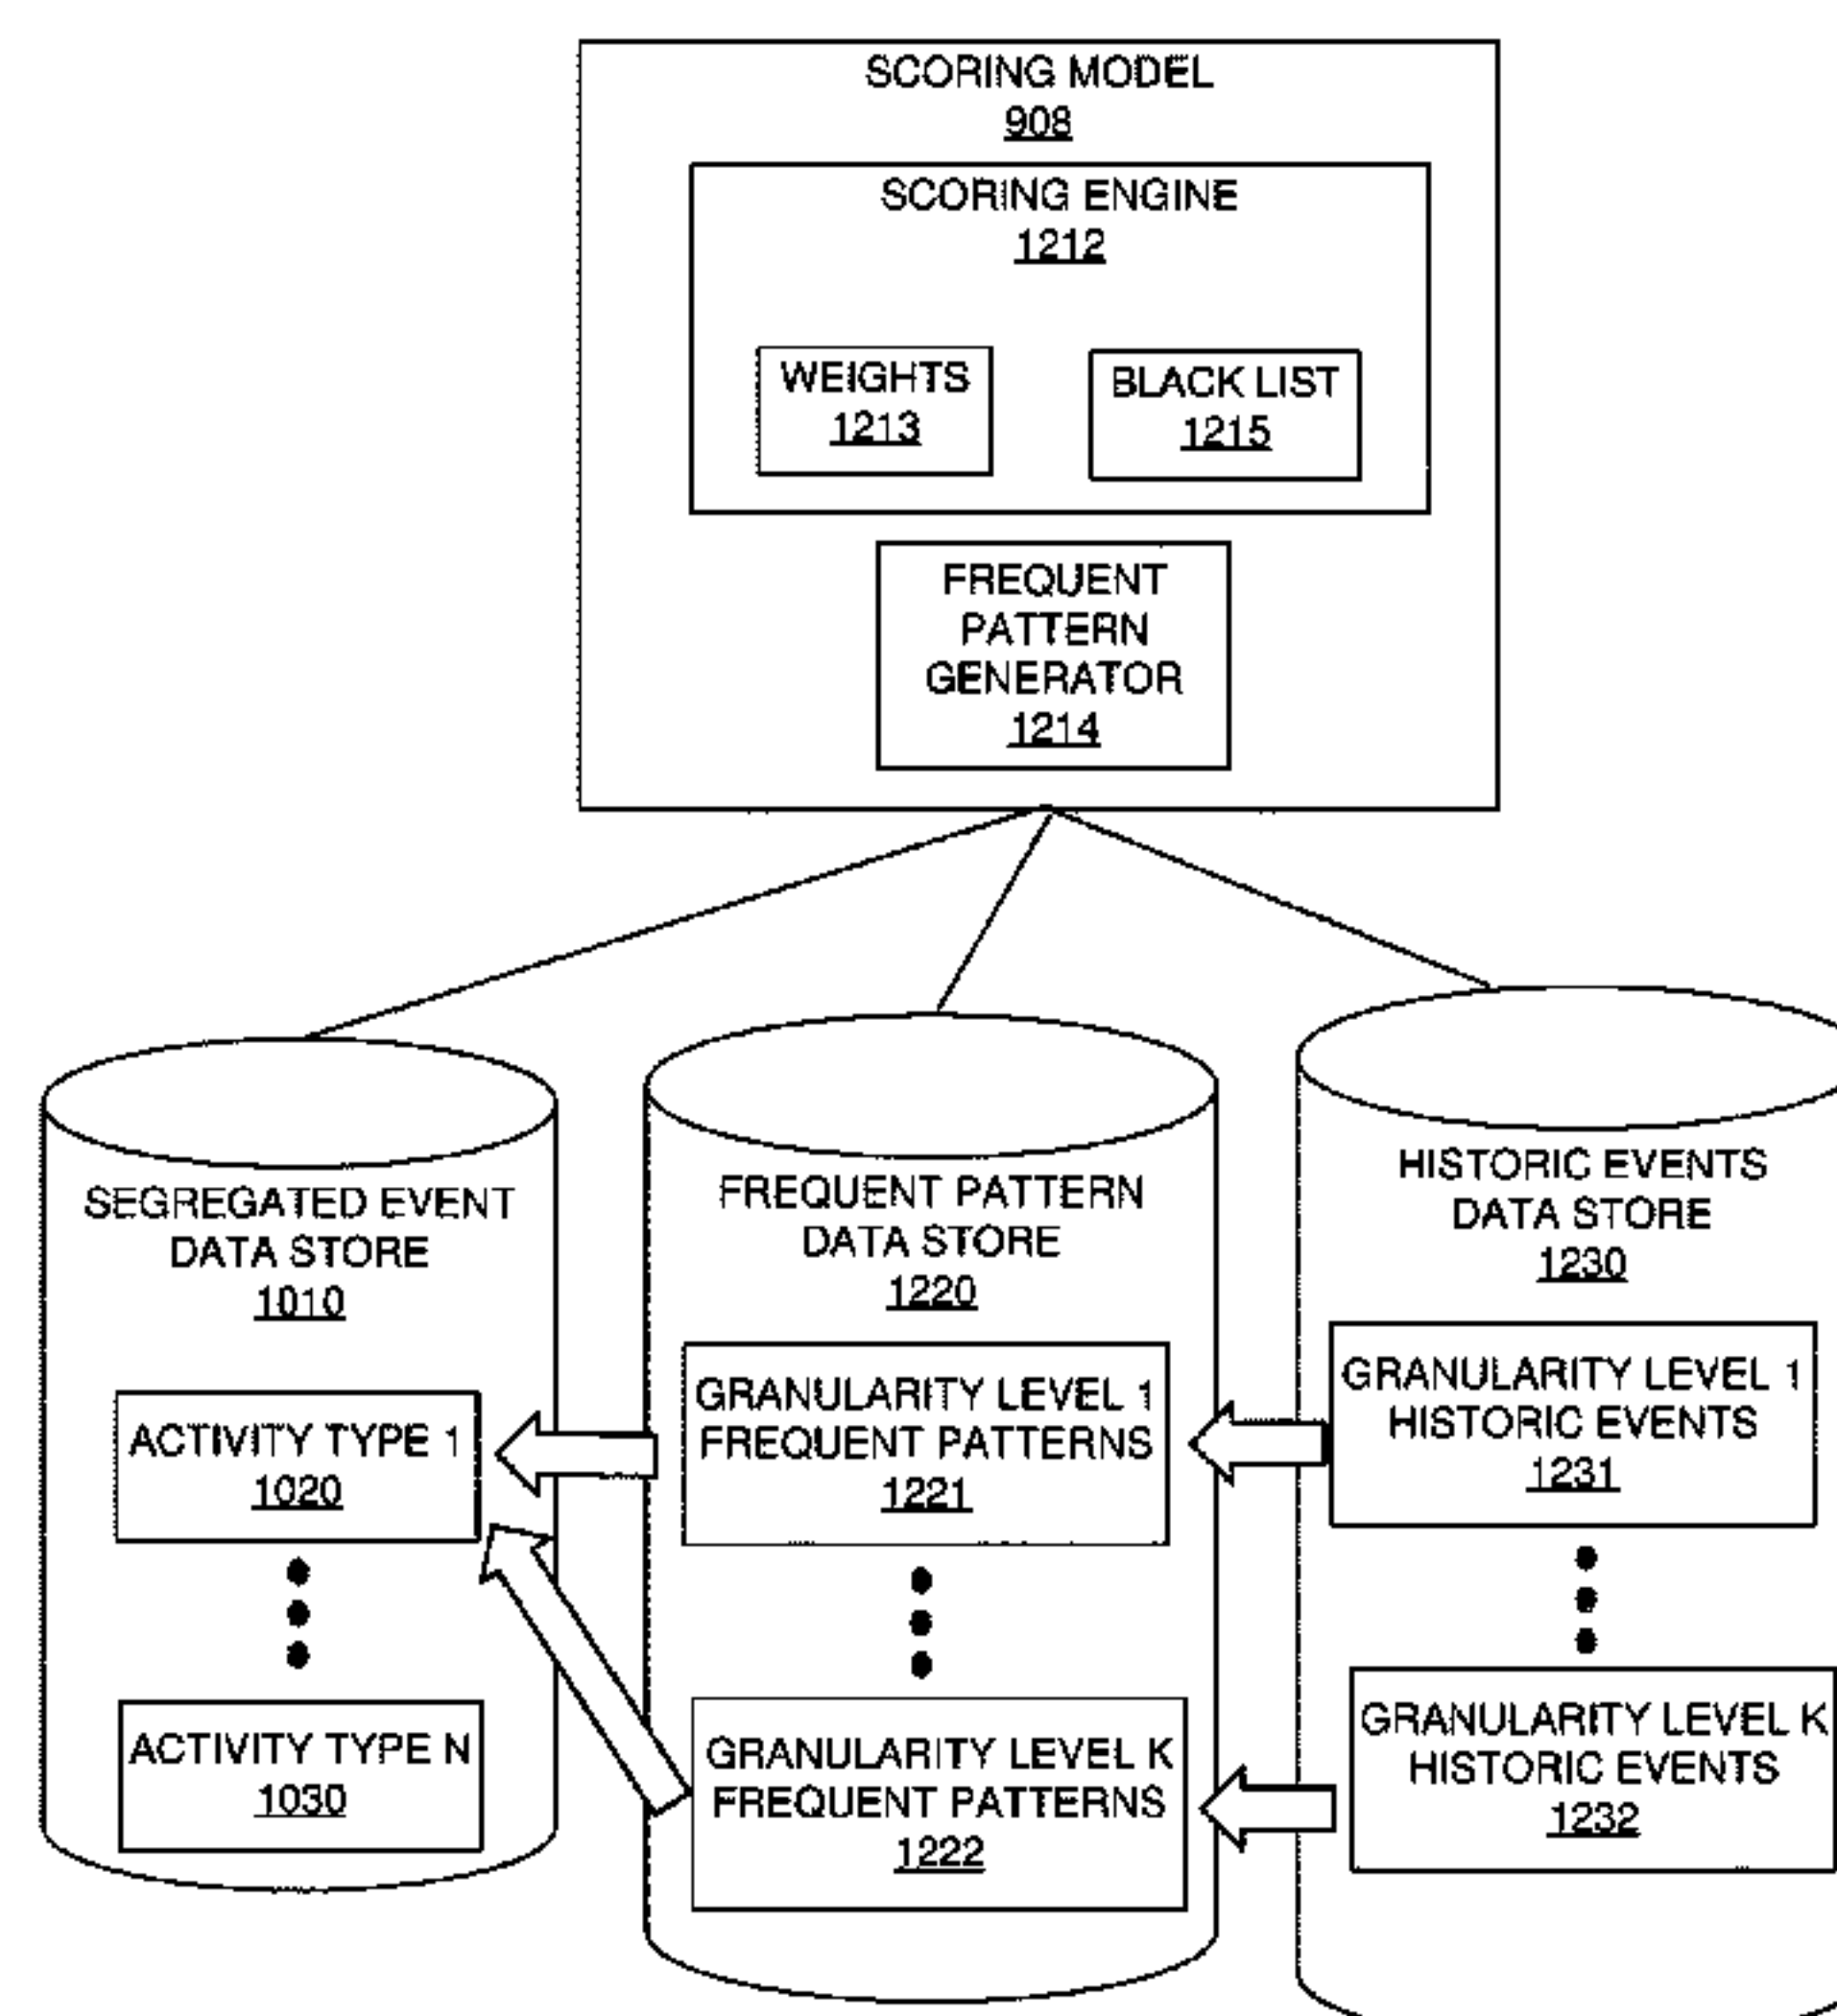 SCORING MODEL
908
SCORING ENGINE
1212
WEIGHTS
1213
BLACK LIST
1215
FREQUENT
PATTERN
GENERATOR
1214
SEGREGATED EVENT
DATA STORE
1010
ACTIVITY TYPE 1
1020
ACTIVITY TYPE N
1030
FREQUENT PATTERN
DATA STORE
1220
GRANULARITY LEVEL 1
FREQUENT PATTERNS
1221
GRANULARITY LEVEL K
FREQUENT PATTERNS
1222
HISTORIC EVENTS
DATA STORE
1230
GRANULARITY LEVEL 1
HISTORIC EVENTS
1231
GRANULARITY LEVEL K
HISTORIC EVENTS
1232